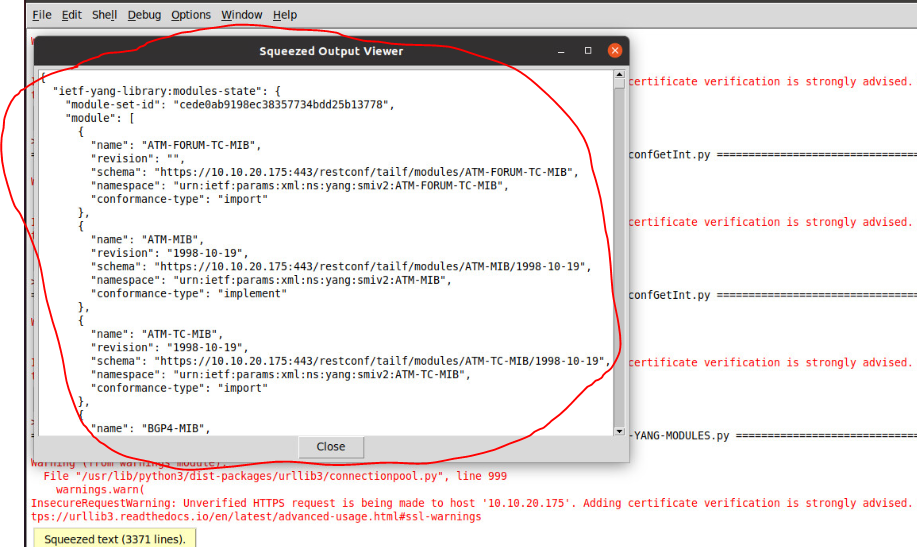 File Edit Shell Debug Options Window Help
Squeezed Output Viewer
{
"ietf-yang-library:modules-state": {
"module-set-id": "cede0ab9198ec38357734bdd25b13778",
"module": [
{
"name": "ATM-FORUM-TC-MIB",
"revision": "",
"schema": "https://10.10.20.175:443/restconf/tailf/modules/ATM-FORUM-TC-MIB",
"namespace": "urn:ietf:params:xml:ns:yang:smiv2:ATM-FORUM-TC-MIB",
"conformance-type": "import"
},
{
"name": "ATM-MIB",
"revision": "1998-10-19",
"schema": "https://10.10.20.175:443/restconf/tailf/modules/ATM-MIB/1998-10-19",
"namespace": "urn:ietf:params:xml:ns:yang:smiv2:ATM-MIB",
"conformance-type": "implement"
},
{
"name": "ATM-TC-MIB",
"revision": "1998-10-19",
"schema": "https://10.10.20.175:443/restconf/tailf/modules/ATM-TC-MIB/1998-10-19",
"namespace": "urn:ietf:params:xml:ns:yang:smiv2:ATM-TC-MIB",
"conformance-type": "import"
},
{
"name": "BGP4-MIB",
Close
certificate verification is strongly advised.
confGetInt.py ================================
certificate verification is strongly advised.
confGetInt.py ================================
certificate verification is strongly advised.
-YANG-MODULES.py =============================
Warning (from warnings module):
File "/usr/lib/python3/dist-packages/urllib3/connectionpool.py", line 999
warnings.warn(
InsecureRequestWarning: Unverified HTTPS request is being made to host '10.10.20.175'. Adding certificate verification is strongly advised.
tps://urllib3.readthedocs.io/en/latest/advanced-usage.html#ssl-warnings
Squeezed text (3371 lines).